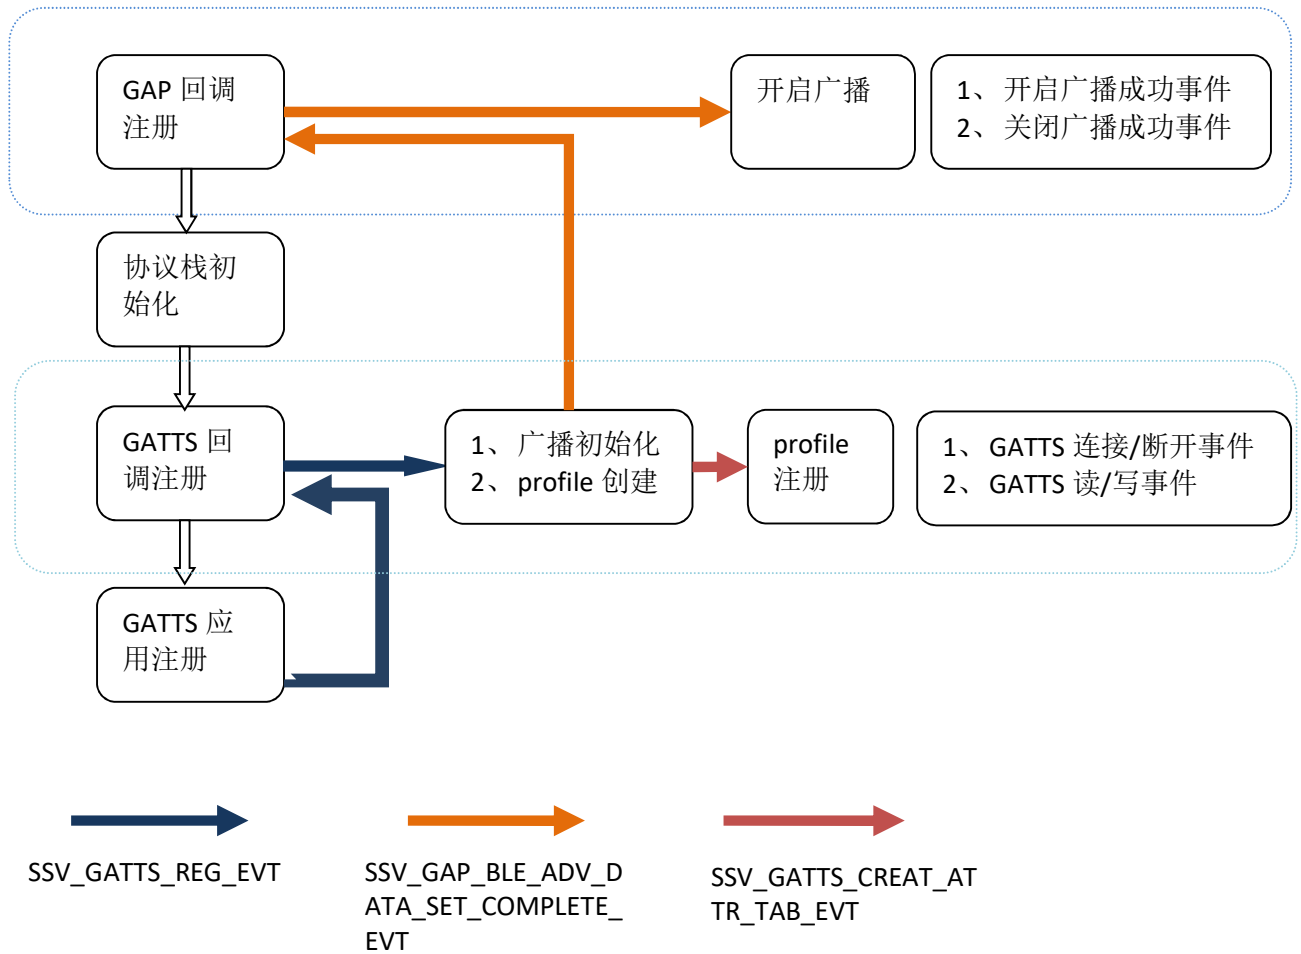 GAP 回调
注册
开启广播
1、 开启广播成功事件
2、 关闭广播成功事件
协议栈初
始化
GATTS 回
调注册
1、 广播初始化
2、 profile 创建
profile
注册
1、 GATTS 连接/断开事件
2、 GATTS 读/写事件
GATTS 应
用注册
SSV_GATTS_REG_EVT
SSV_GAP_BLE_ADV_D
ATA_SET_COMPLETE_
EVT
SSV_GATTS_CREAT_AT
TR_TAB_EVT